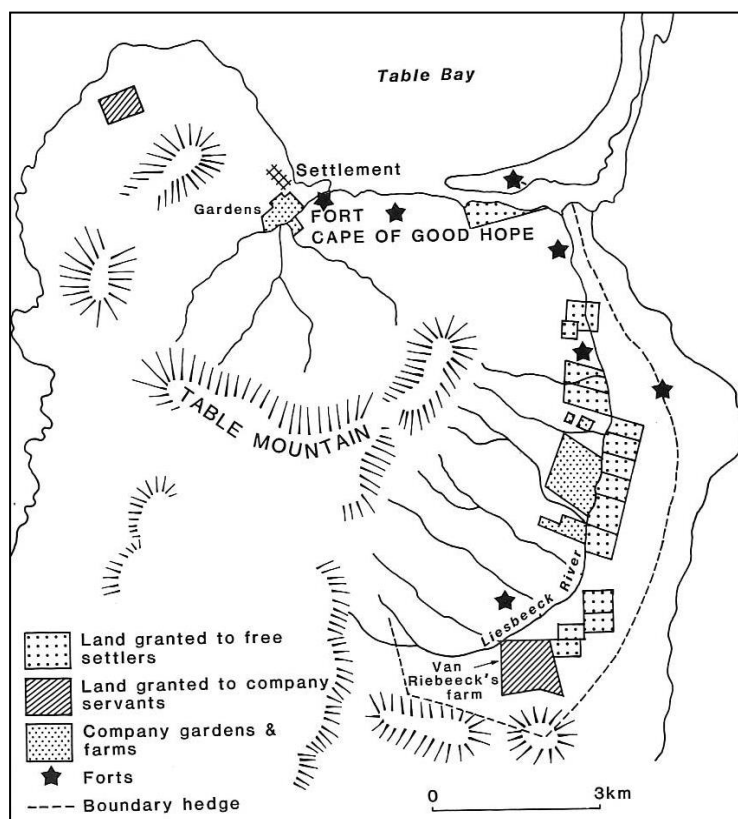 Table Bay
Settlement
Gardens
FORT
CAPE OF GOOD HOPE
TABLE MOUNTAIN
Liesbeeck River
Van
Riebeeck's
farm
Land granted to free
settlers
Land granted to company
servants
Company gardens &
farms
Forts
Boundary hedge
0 3km